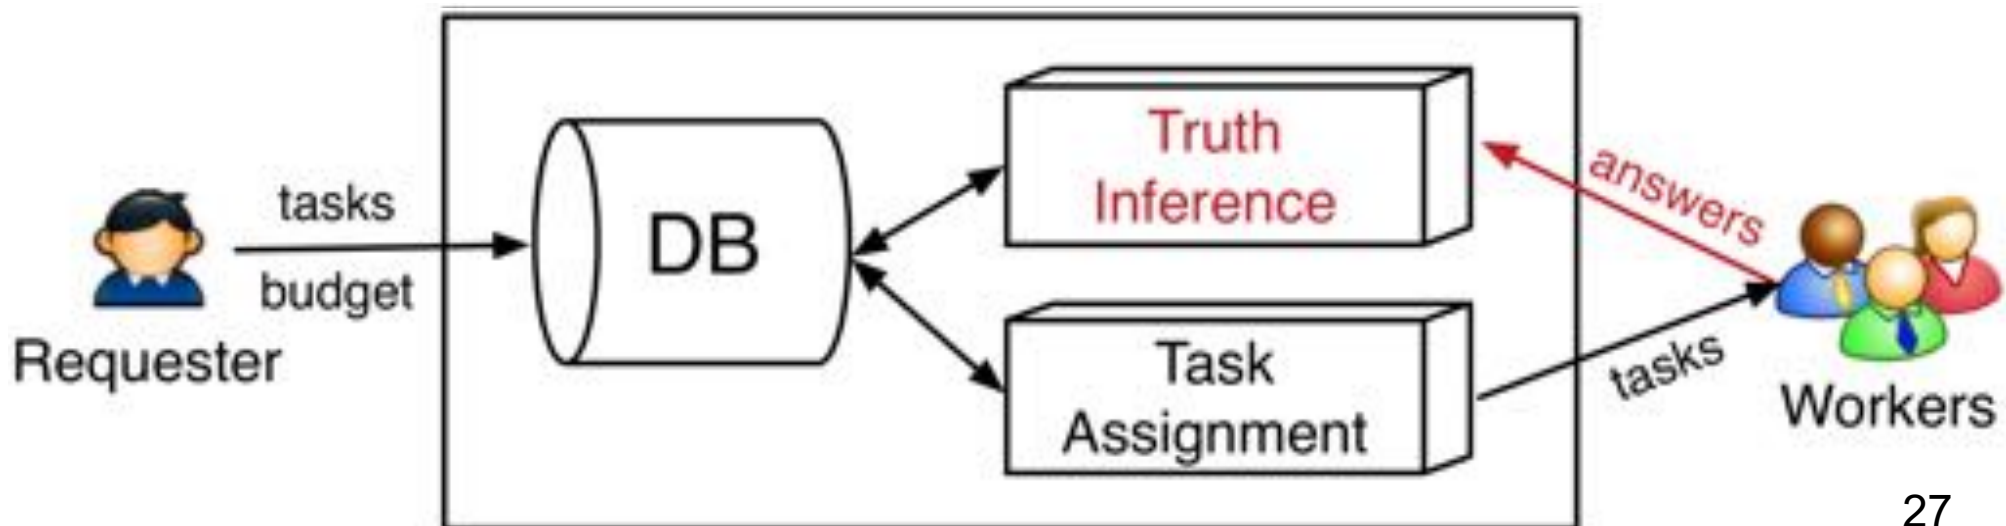 tasks
budget
Requester
DB
Truth
Inference
Task
Assignment
answers
tasks
Workers
27